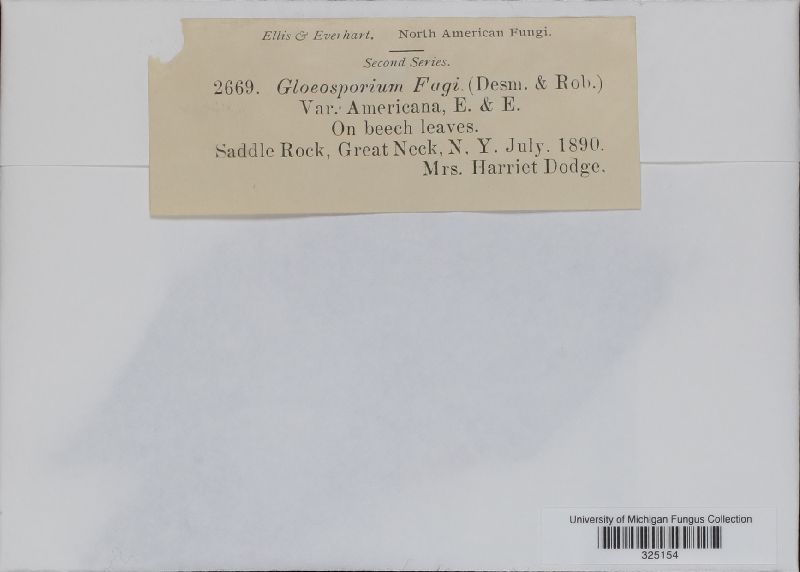 Ellis & Everhart. North American Fungi.
Second Series.
2669. Gloeosporium Fagi. (Desm. & Rob.)
Var. Americana, E. & E.
On beech leaves.
Saddle Rock, Great Neck, N. Y. July. 1890.
Mrs. Harriet Dodge.
University of Michigan Fungus Collection
325154